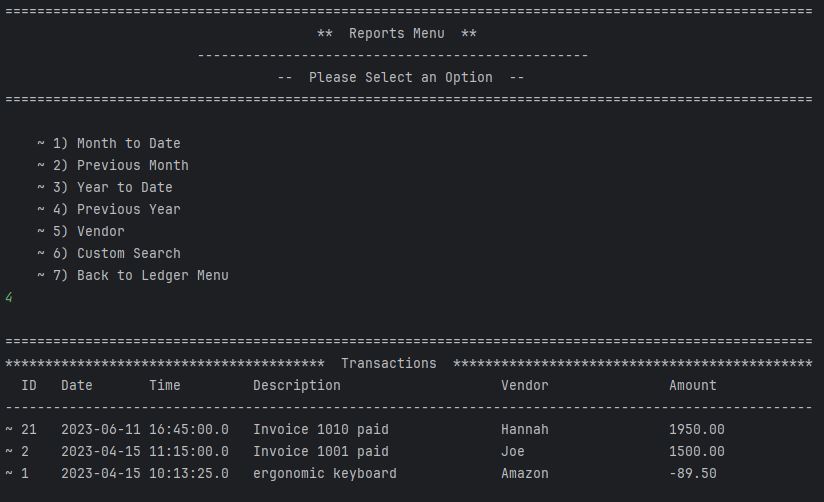 =====================================================================================================
** Reports Menu **
-------------------------------------------------
-- Please Select an Option --
=====================================================================================================
~ 1) Month to Date
~ 2) Previous Month
~ 3) Year to Date
~ 4) Previous Year
~ 5) Vendor
~ 6) Custom Search
~ 7) Back to Ledger Menu
4
=====================================================================================================
**************************************** Transactions *********************************************
ID Date Time Description Vendor Amount
-----------------------------------------------------------------------------------------------------
~ 21 2023-06-11 16:45:00.0 Invoice 1010 paid Hannah 1950.00
~ 2 2023-04-15 11:15:00.0 Invoice 1001 paid Joe 1500.00
~ 1 2023-04-15 10:13:25.0 ergonomic keyboard Amazon -89.50